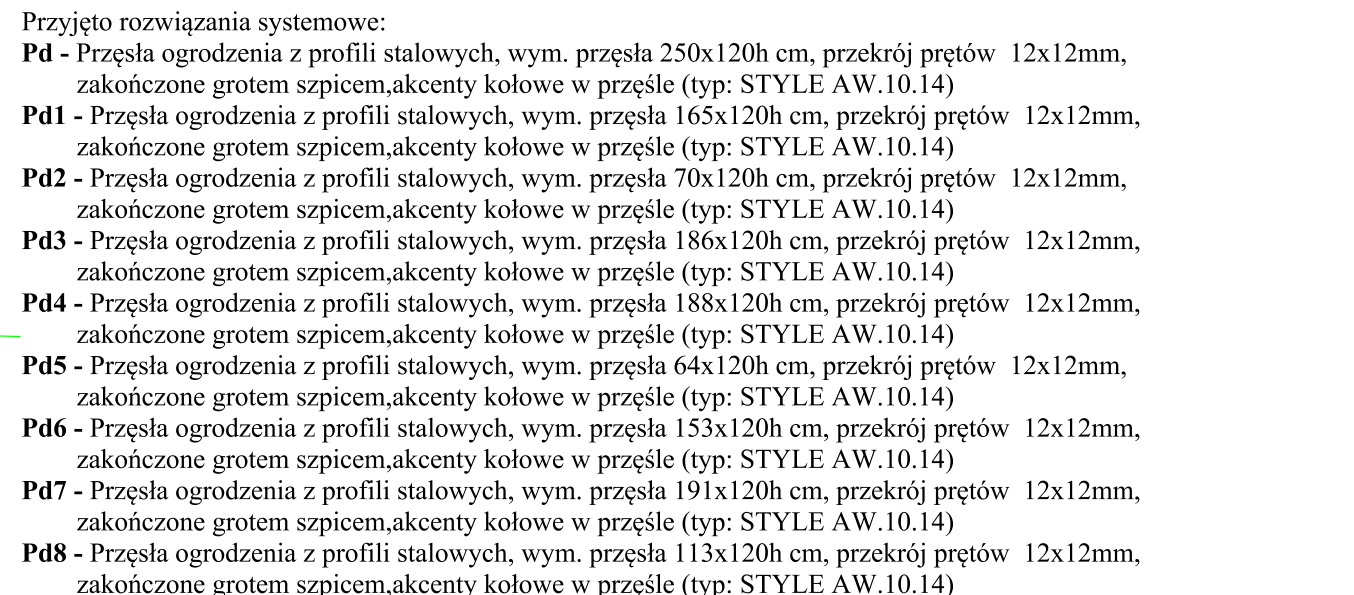 Przyjęto rozwiązania systemowe:
Pd - Przęsła ogrodzenia z profili stalowych, wym. przęsła 250x120h cm, przekrój prętów  12x12mm,
zakończone grotem szpicem,akcenty kołowe w przęśle (typ: STYLE AW.10.14)
Pd1 - Przęsła ogrodzenia z profili stalowych, wym. przęsła 165x120h cm, przekrój prętów  12x12mm,
zakończone grotem szpicem,akcenty kołowe w przęśle (typ: STYLE AW.10.14)
Pd2 - Przęsła ogrodzenia z profili stalowych, wym. przęsła 70x120h cm, przekrój prętów  12x12mm,
zakończone grotem szpicem,akcenty kołowe w przęśle (typ: STYLE AW.10.14)
Pd3 - Przęsła ogrodzenia z profili stalowych, wym. przęsła 186x120h cm, przekrój prętów  12x12mm,
zakończone grotem szpicem,akcenty kołowe w przęśle (typ: STYLE AW.10.14)
Pd4 - Przęsła ogrodzenia z profili stalowych, wym. przęsła 188x120h cm, przekrój prętów  12x12mm,
zakończone grotem szpicem,akcenty kołowe w przęśle (typ: STYLE AW.10.14)
Pd5 - Przęsła ogrodzenia z profili stalowych, wym. przęsła 64x120h cm, przekrój prętów  12x12mm,
zakończone grotem szpicem,akcenty kołowe w przęśle (typ: STYLE AW.10.14)
Pd6 - Przęsła ogrodzenia z profili stalowych, wym. przęsła 153x120h cm, przekrój prętów  12x12mm,
zakończone grotem szpicem,akcenty kołowe w przęśle (typ: STYLE AW.10.14)
Pd7 - Przęsła ogrodzenia z profili stalowych, wym. przęsła 191x120h cm, przekrój prętów  12x12mm,
zakończone grotem szpicem,akcenty kołowe w przęśle (typ: STYLE AW.10.14)
Pd8 - Przęsła ogrodzenia z profili stalowych, wym. przęsła 113x120h cm, przekrój prętów  12x12mm,
zakończone grotem szpicem,akcenty kołowe w przęśle (typ: STYLE AW.10.14)